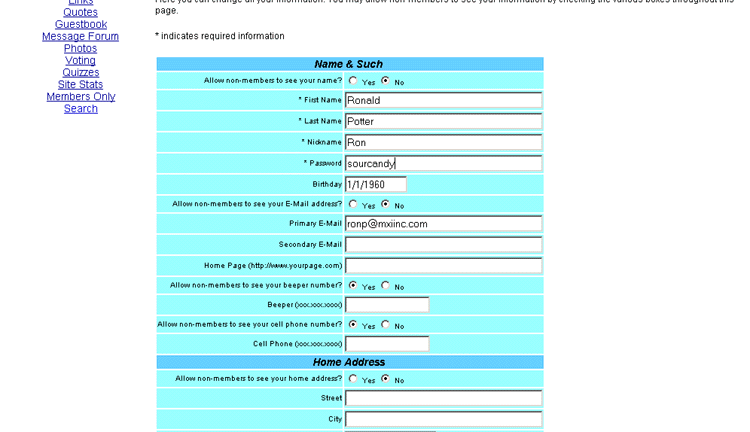 Links
Quotes
Guestbook
Message Forum
Photos
Voting
Quizzes
Site Stats
Members Only
Search
Here you can change all your information. You may allow non-members to see your information by checking the various boxes throughout this
page.
* indicates required information
Name & Such
Allow non-members to see your name? Yes No
* First Name Ronald
* Last Name Potter
* Nickname Ron
* Password sourcandy
Birthday 1/1/1960
Allow non-members to see your E-Mail address? Yes No
Primary E-Mail ronp@mxiinc.com
Secondary E-Mail
Home Page (http://www.yourpage.com)
Allow non-members to see your beeper number? Yes No
Beeper (xxx.xxx.xxxx)
Allow non-members to see your cell phone number? Yes No
Cell Phone (xxx.xxx.xxxx)
Home Address
Allow non-members to see your home address? Yes No
Street
City